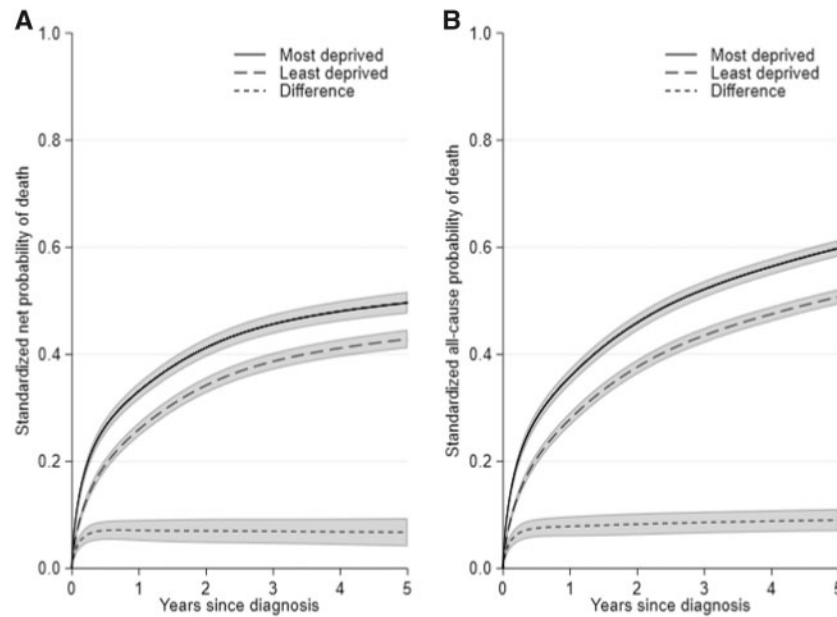 A
Standardized net probability of death
1.0
0.8
0.6
0.4
0.2
0.0
Most deprived
Least deprived
Difference
0 1 2 3 4 5
Years since diagnosis
B
Standardized all-cause probability of death
1.0
0.8
0.6
0.4
0.2
0.0
Most deprived
Least deprived
Difference
0 1 2 3 4 5
Years since diagnosis